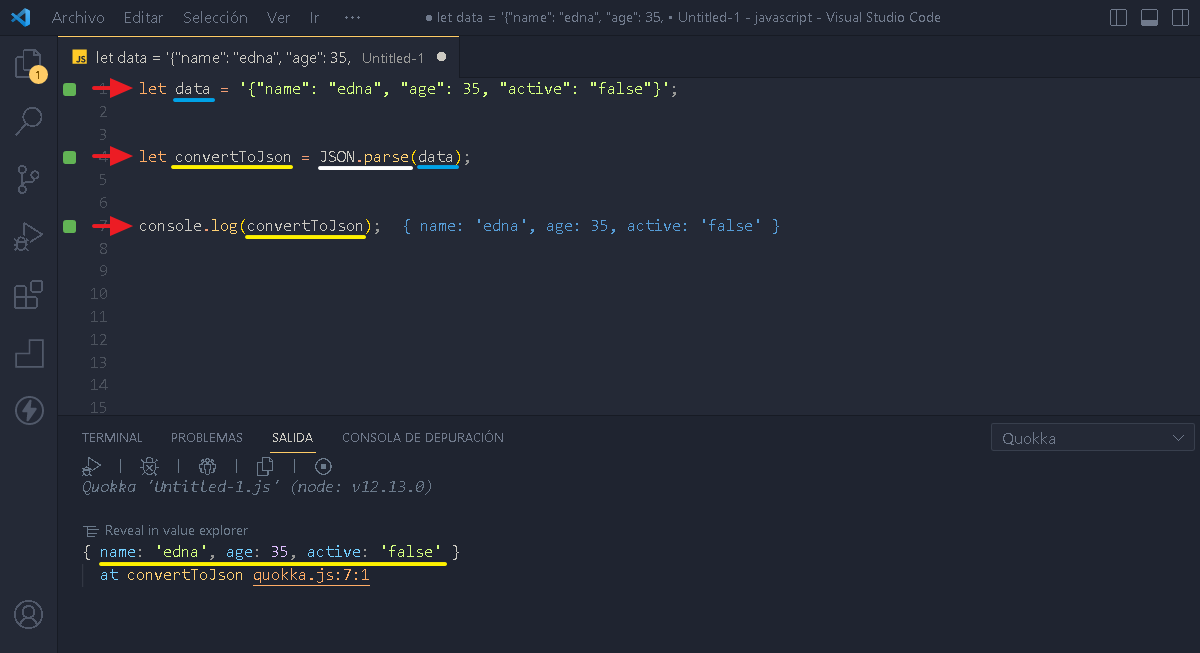 Archivo Editar Selección Ver Ir ··· ● let data = '{"name": "edna", "age": 35, • Untitled-1 - javascript - Visual Studio Code
JS let data = '{"name": "edna", "age": 35, Untitled-1 ●
1
1 let data = '{"name": "edna", "age": 35, "active": "false"}';
2
3
4 let convertToJson = JSON.parse(data);
5
6
7 console.log(convertToJson); { name: 'edna', age: 35, active: 'false' }
8
9
10
11
12
13
14
15
TERMINAL PROBLEMAS SALIDA CONSOLA DE DEPURACIÓN Quokka
Quokka 'Untitled-1.js' (node: v12.13.0)
Reveal in value explorer
{ name: 'edna', age: 35, active: 'false' }
at convertToJson quokka.js:7:1